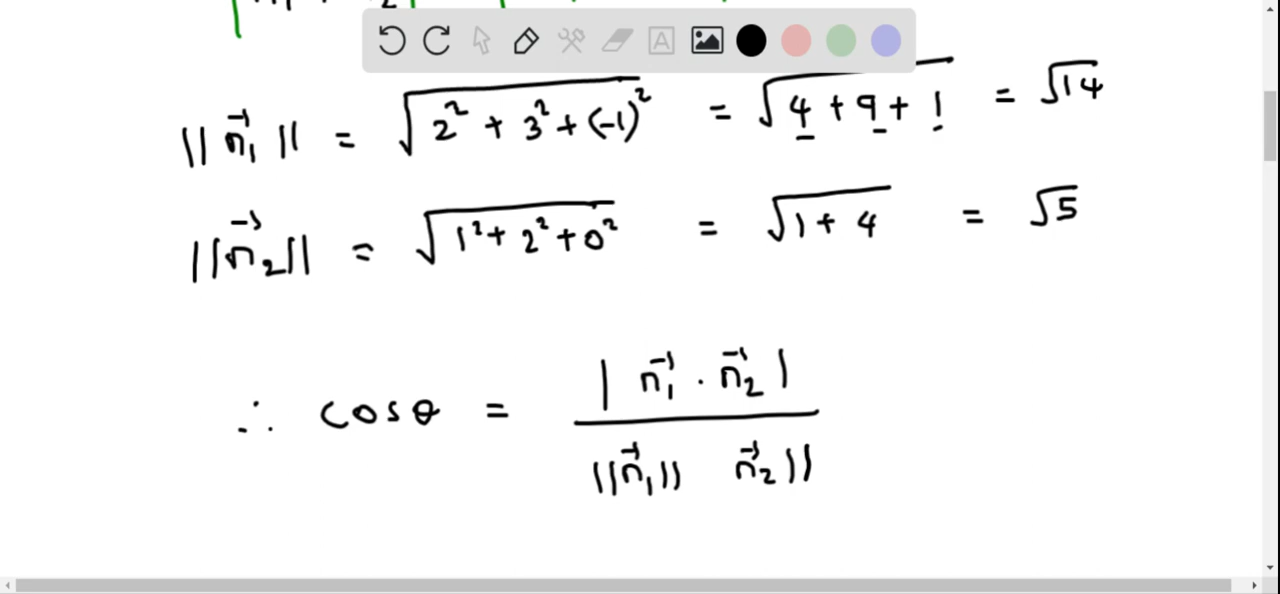 ||n⃗₁|| = √(2² + 3² + (-1)²) = √(4 + 9 + 1) = √14
||n⃗₂|| = √(1² + 2² + 0²) = √(1 + 4) = √5
∴ cosθ = |n⃗₁ · n⃗₂| / ||n⃗₁|| n⃗₂||